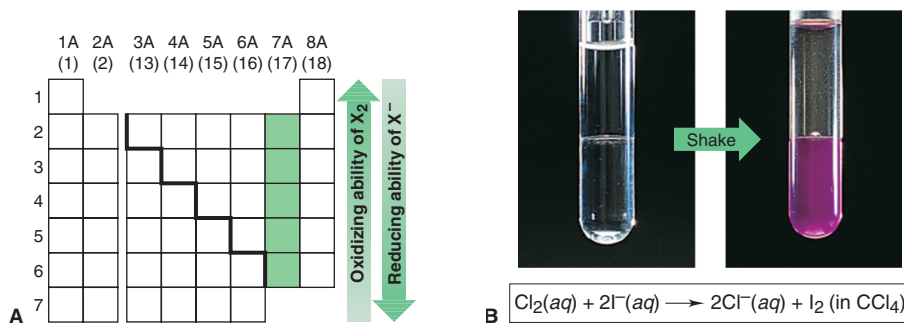 1A 2A 3A 4A 5A 6A 7A 8A
(1) (2) (13) (14) (15) (16) (17) (18)
1
2
3
4
5
6
7
Oxidizing ability of X₂
Reducing ability of X⁻
A
Shake
B
Cl₂(aq) + 2I⁻(aq) ⟶ 2Cl⁻(aq) + I₂ (in CCl₄)